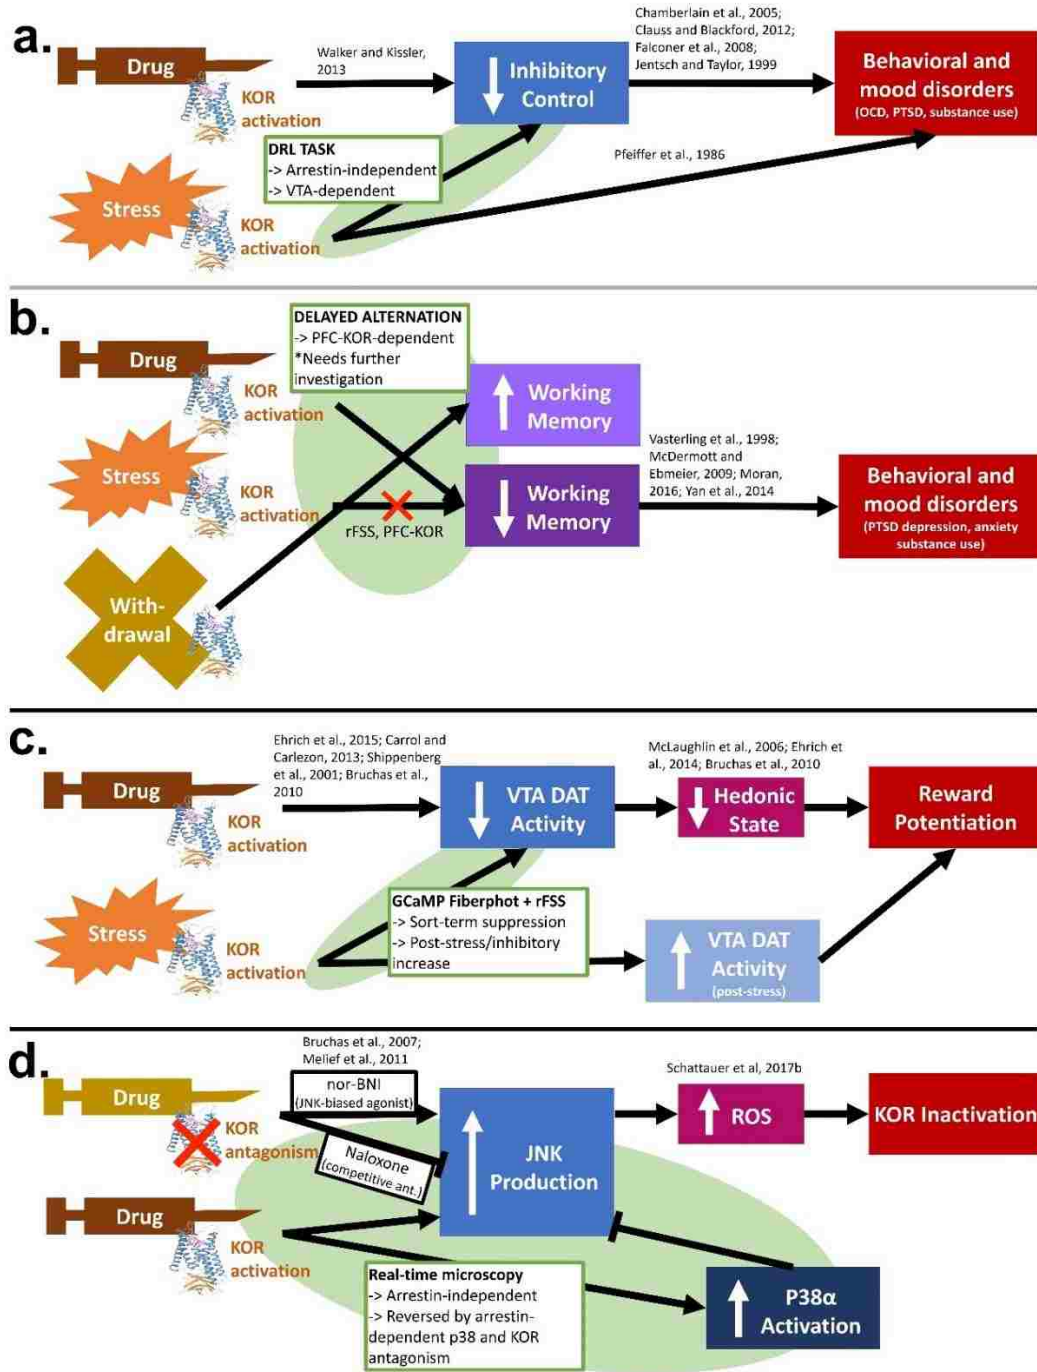 a.
Drug
KOR
activation
Walker and Kissler,
2013
Inhibitory
Control
Chamberlain et al., 2005;
Clauss and Blackford, 2012;
Falconer et al., 2008;
Jentsch and Taylor, 1999
Behavioral and
mood disorders
(OCD, PTSD, substance use)
DRL TASK
-> Arrestin-independent
-> VTA-dependent
Pfeiffer et al., 1986
Stress
KOR
activation
b.
Drug
KOR
activation
DELAYED ALTERNATION
-> PFC-KOR-dependent
*Needs further
investigation
Working
Memory
Stress
KOR
activation
rFSS, PFC-KOR
Working
Memory
Vasterling et al., 1998;
McDermott and
Ebmeier, 2009; Moran,
2016; Yan et al., 2014
Behavioral and
mood disorders
(PTSD depression, anxiety
substance use)
With-
drawal
c.
Drug
KOR
activation
Ehrich et al., 2015; Carrol and
Carlezon, 2013; Shippenberg
et al., 2001; Bruchas et al.,
2010
VTA DAT
Activity
McLaughlin et al., 2006; Ehrich et
al., 2014; Bruchas et al., 2010
Hedonic
State
Reward
Potentiation
Stress
KOR
activation
GCaMP Fiberphot + rFSS
-> Sort-term suppression
-> Post-stress/inhibitory
increase
VTA DAT
Activity
(post-stress)
d.
Drug
KOR
antagonism
Bruchas et al., 2007;
Melief et al., 2011
nor-BNI
(JNK-biased agonist)
Naloxone
(competitive ant.)
JNK
Production
Schattauer et al, 2017b
ROS
KOR Inactivation
Drug
KOR
activation
Real-time microscopy
-> Arrestin-independent
-> Reversed by arrestin-
dependent p38 and KOR
antagonism
P38α
Activation